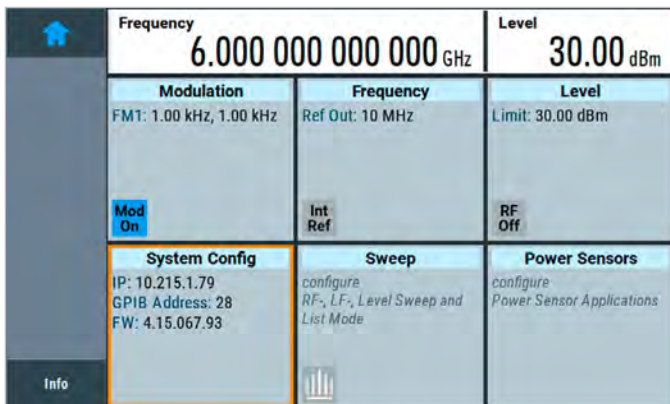 Frequency
6.000 000 000 000 GHz
Level
30.00 dBm
Modulation
FM1: 1.00 kHz, 1.00 kHz
Mod
On
Frequency
Ref Out: 10 MHz
Int
Ref
Level
Limit: 30.00 dBm
RF
Off
System Config
IP: 10.215.1.79
GPIB Address: 28
FW: 4.15.067.93
Sweep
configure
RF-, LF-, Level Sweep and
List Mode
Power Sensors
configure
Power Sensor Applications
Info